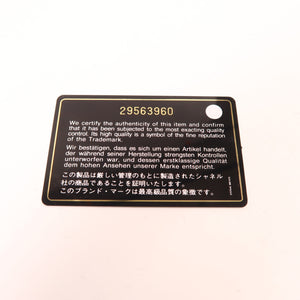 29563960
We certify the authenticity of this item and confirm
that it has been subjected to the most exacting quality
control. Its high quality is a symbol of the fine reputation
of the Trademark.
Wir bestätigen, dass es sich um einen Artikel handelt,
der während seiner Herstellung strengsten Kontrollen
unterworfen war, und dessen erstklassige Qualität
dem hohen Ansehen unserer Marke entspricht.
この製品は厳しい管理のもとに製造されたシャネル
社の商品であることを証明いたします。
このブランド・マークは最高級品質の象徴です。